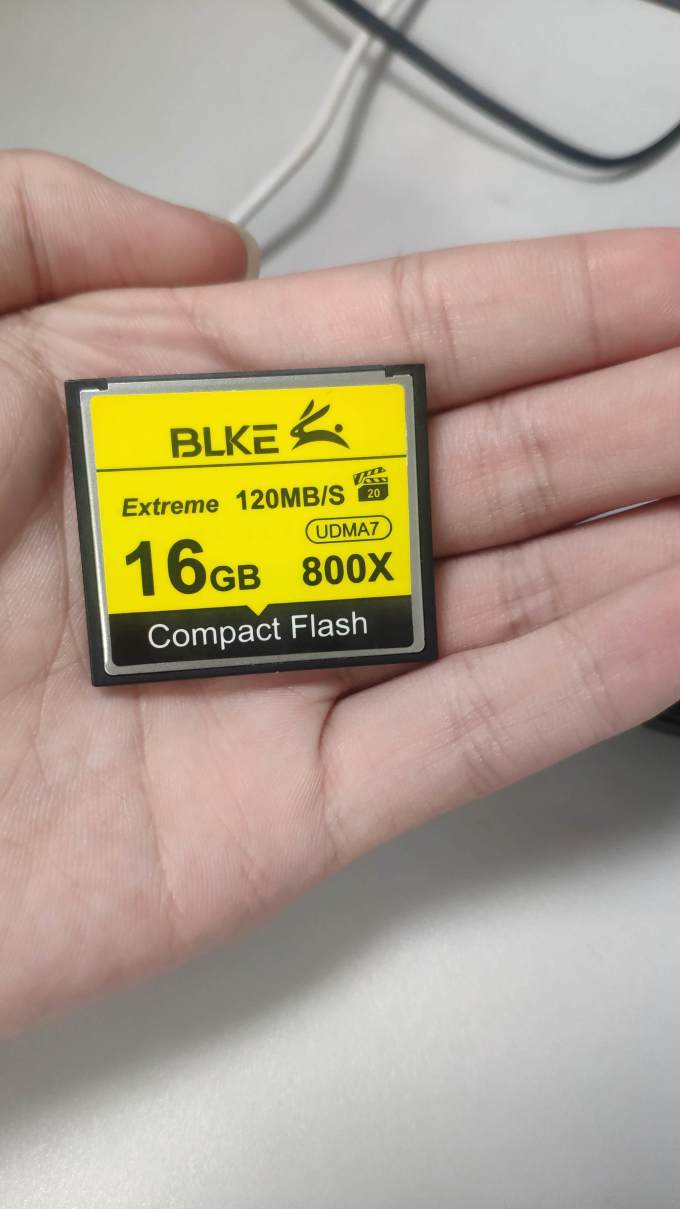 BLKE
Extreme 120MB/S 20
UDMA7
16GB 800X
Compact Flash